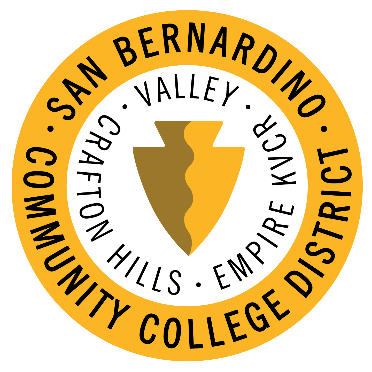 · SAN BERNARDINO ·
COMMUNITY COLLEGE DISTRICT
· VALLEY ·
CRAFTON HILLS · EMPIRE KVCR